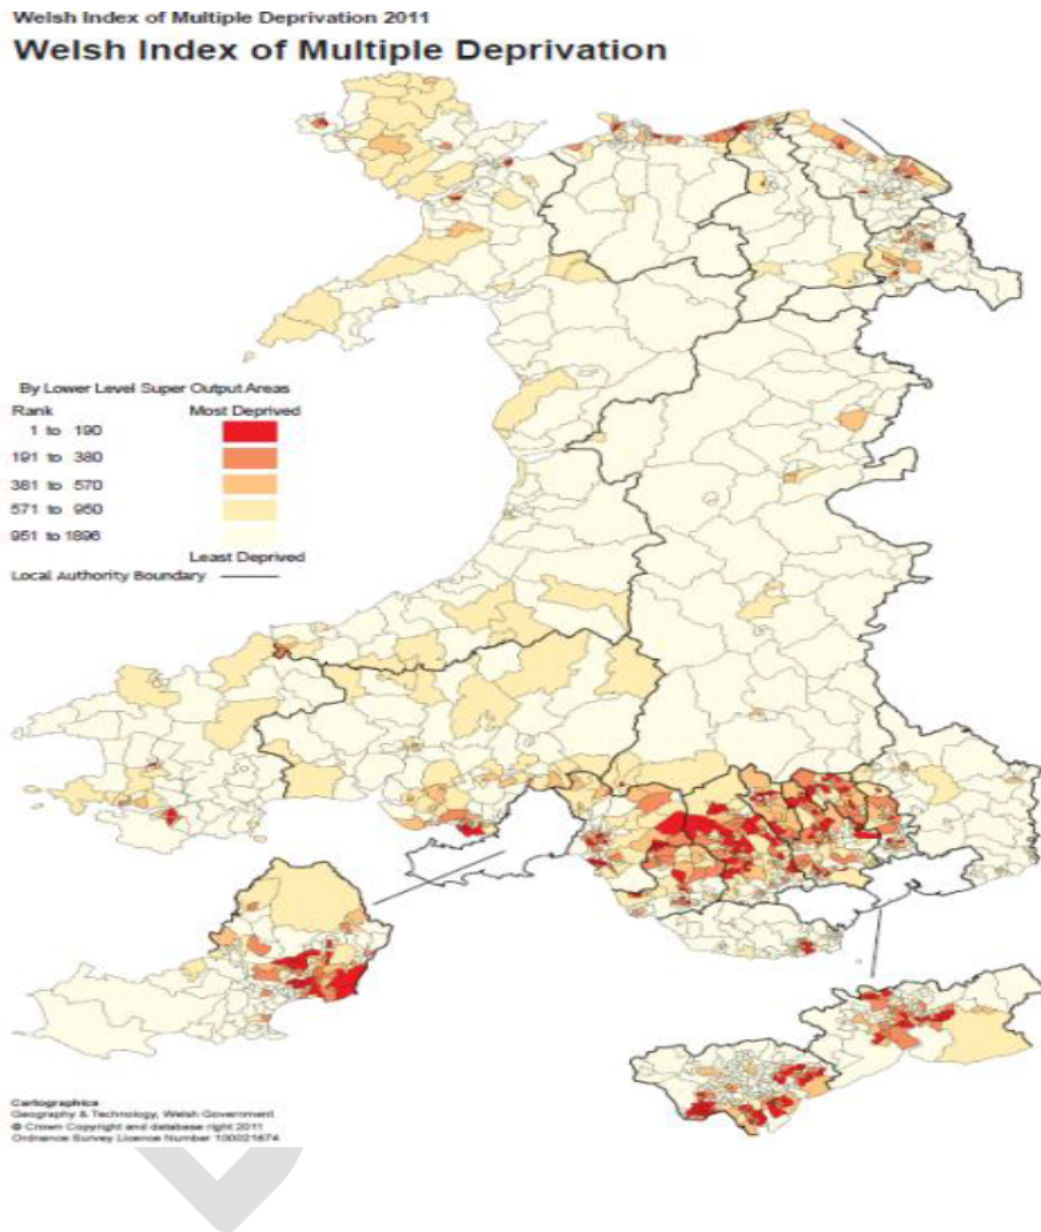 Welsh Index of Multiple Deprivation 2011
Welsh Index of Multiple Deprivation
By Lower Level Super Output Areas
Rank Most Deprived
1 to 190
191 to 380
381 to 570
571 to 950
951 to 1896
Least Deprived
Local Authority Boundary
Cartographics
Geography & Technology, Welsh Government
© Crown Copyright and database right 2011
Ordnance Survey Licence Number 100021874